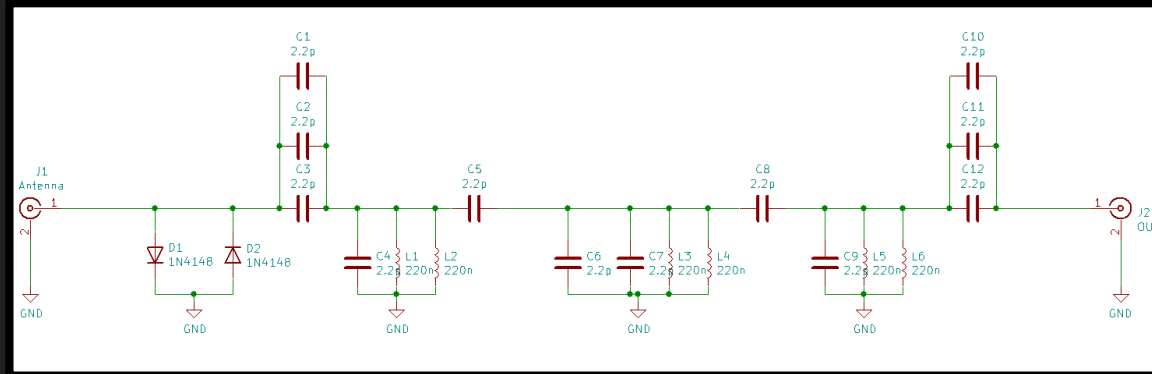 C1
2.2p
C10
2.2p
C2
2.2p
C11
2.2p
J1
Antenna
1
2
C3
2.2p
C5
2.2p
C8
2.2p
C12
2.2p
1
2
J2
OU
D1
1N4148
D2
1N4148
C4
2.2p
L1
220n
L2
220n
C6
2.2p
C7
2.2p
L3
220n
L4
220n
C9
2.2p
L5
220n
L6
220n
GND
GND
GND
GND
GND
GND